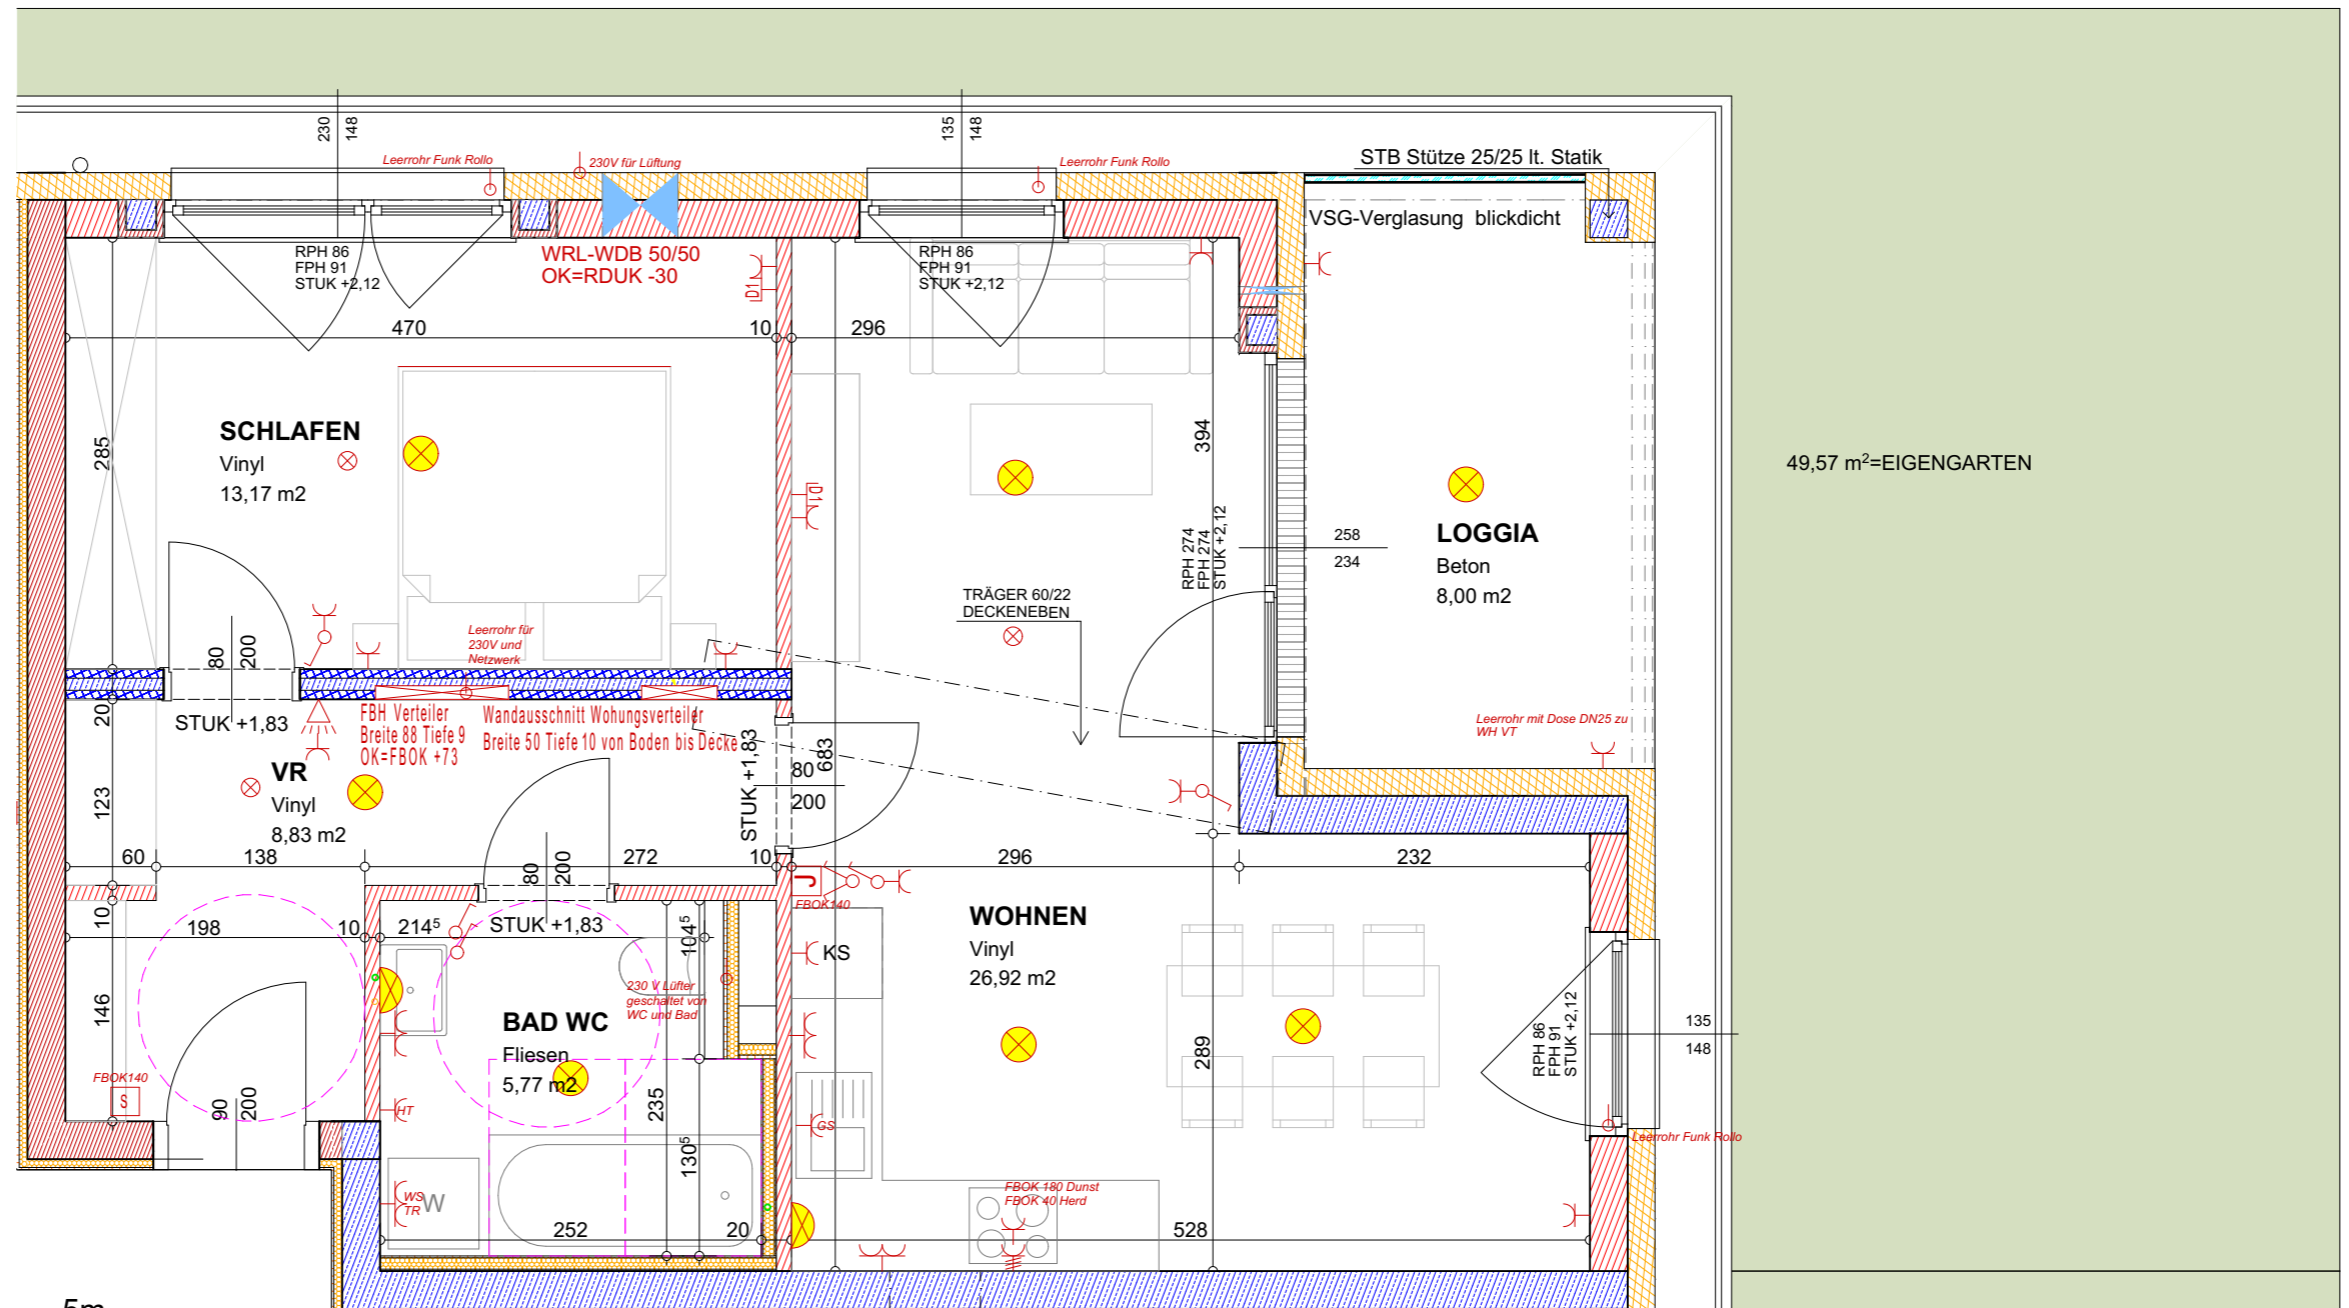 230
148
135
148
Leerrohr Funk Rollo
230V für Lüftung
Leerrohr Funk Rollo
STB Stütze 25/25 lt. Statik
VSG-Verglasung blickdicht
RPH 86
FPH 91
STUK +2,12
WRL-WDB 50/50
OK=RDUK -30
RPH 86
FPH 91
STUK +2,12
D1
470
10
296
SCHLAFEN
Vinyl
13,17 m2
285
394
D1
49,57 m²=EIGENGARTEN
RPH 274
FPH 274
STUK +2,12
258
234
LOGGIA
Beton
8,00 m2
TRÄGER 60/22
DECKENEBEN
80
200
Leerrohr für
230V und
Netzwerk
20
STUK +1,83
FBH Verteiler
Breite 88 Tiefe 9
OK=FBOK +73
Wandausschnitt Wohungsverteiler
Breite 50 Tiefe 10 von Boden bis Decke
Leerrohr mit Dose DN25 zu
WH VT
STUK +1,83
683
80
200
VR
Vinyl
8,83 m2
123
60
138
80
200
272
10
296
232
J
FBOK140
10
198
10
214⁵
STUK +1,83
104⁵
WOHNEN
Vinyl
26,92 m2
KS
230 V Lüfter
geschaltet von
WC und Bad
146
BAD WC
Fliesen
5,77 m2
289
RPH 86
FPH 91
STUK +2,12
135
148
FBOK140
S
90
200
HT
235
130⁵
GS
Leerrohr Funk Rollo
WS
TR
W
FBOK 180 Dunst
FBOK 40 Herd
252
20
528
5m